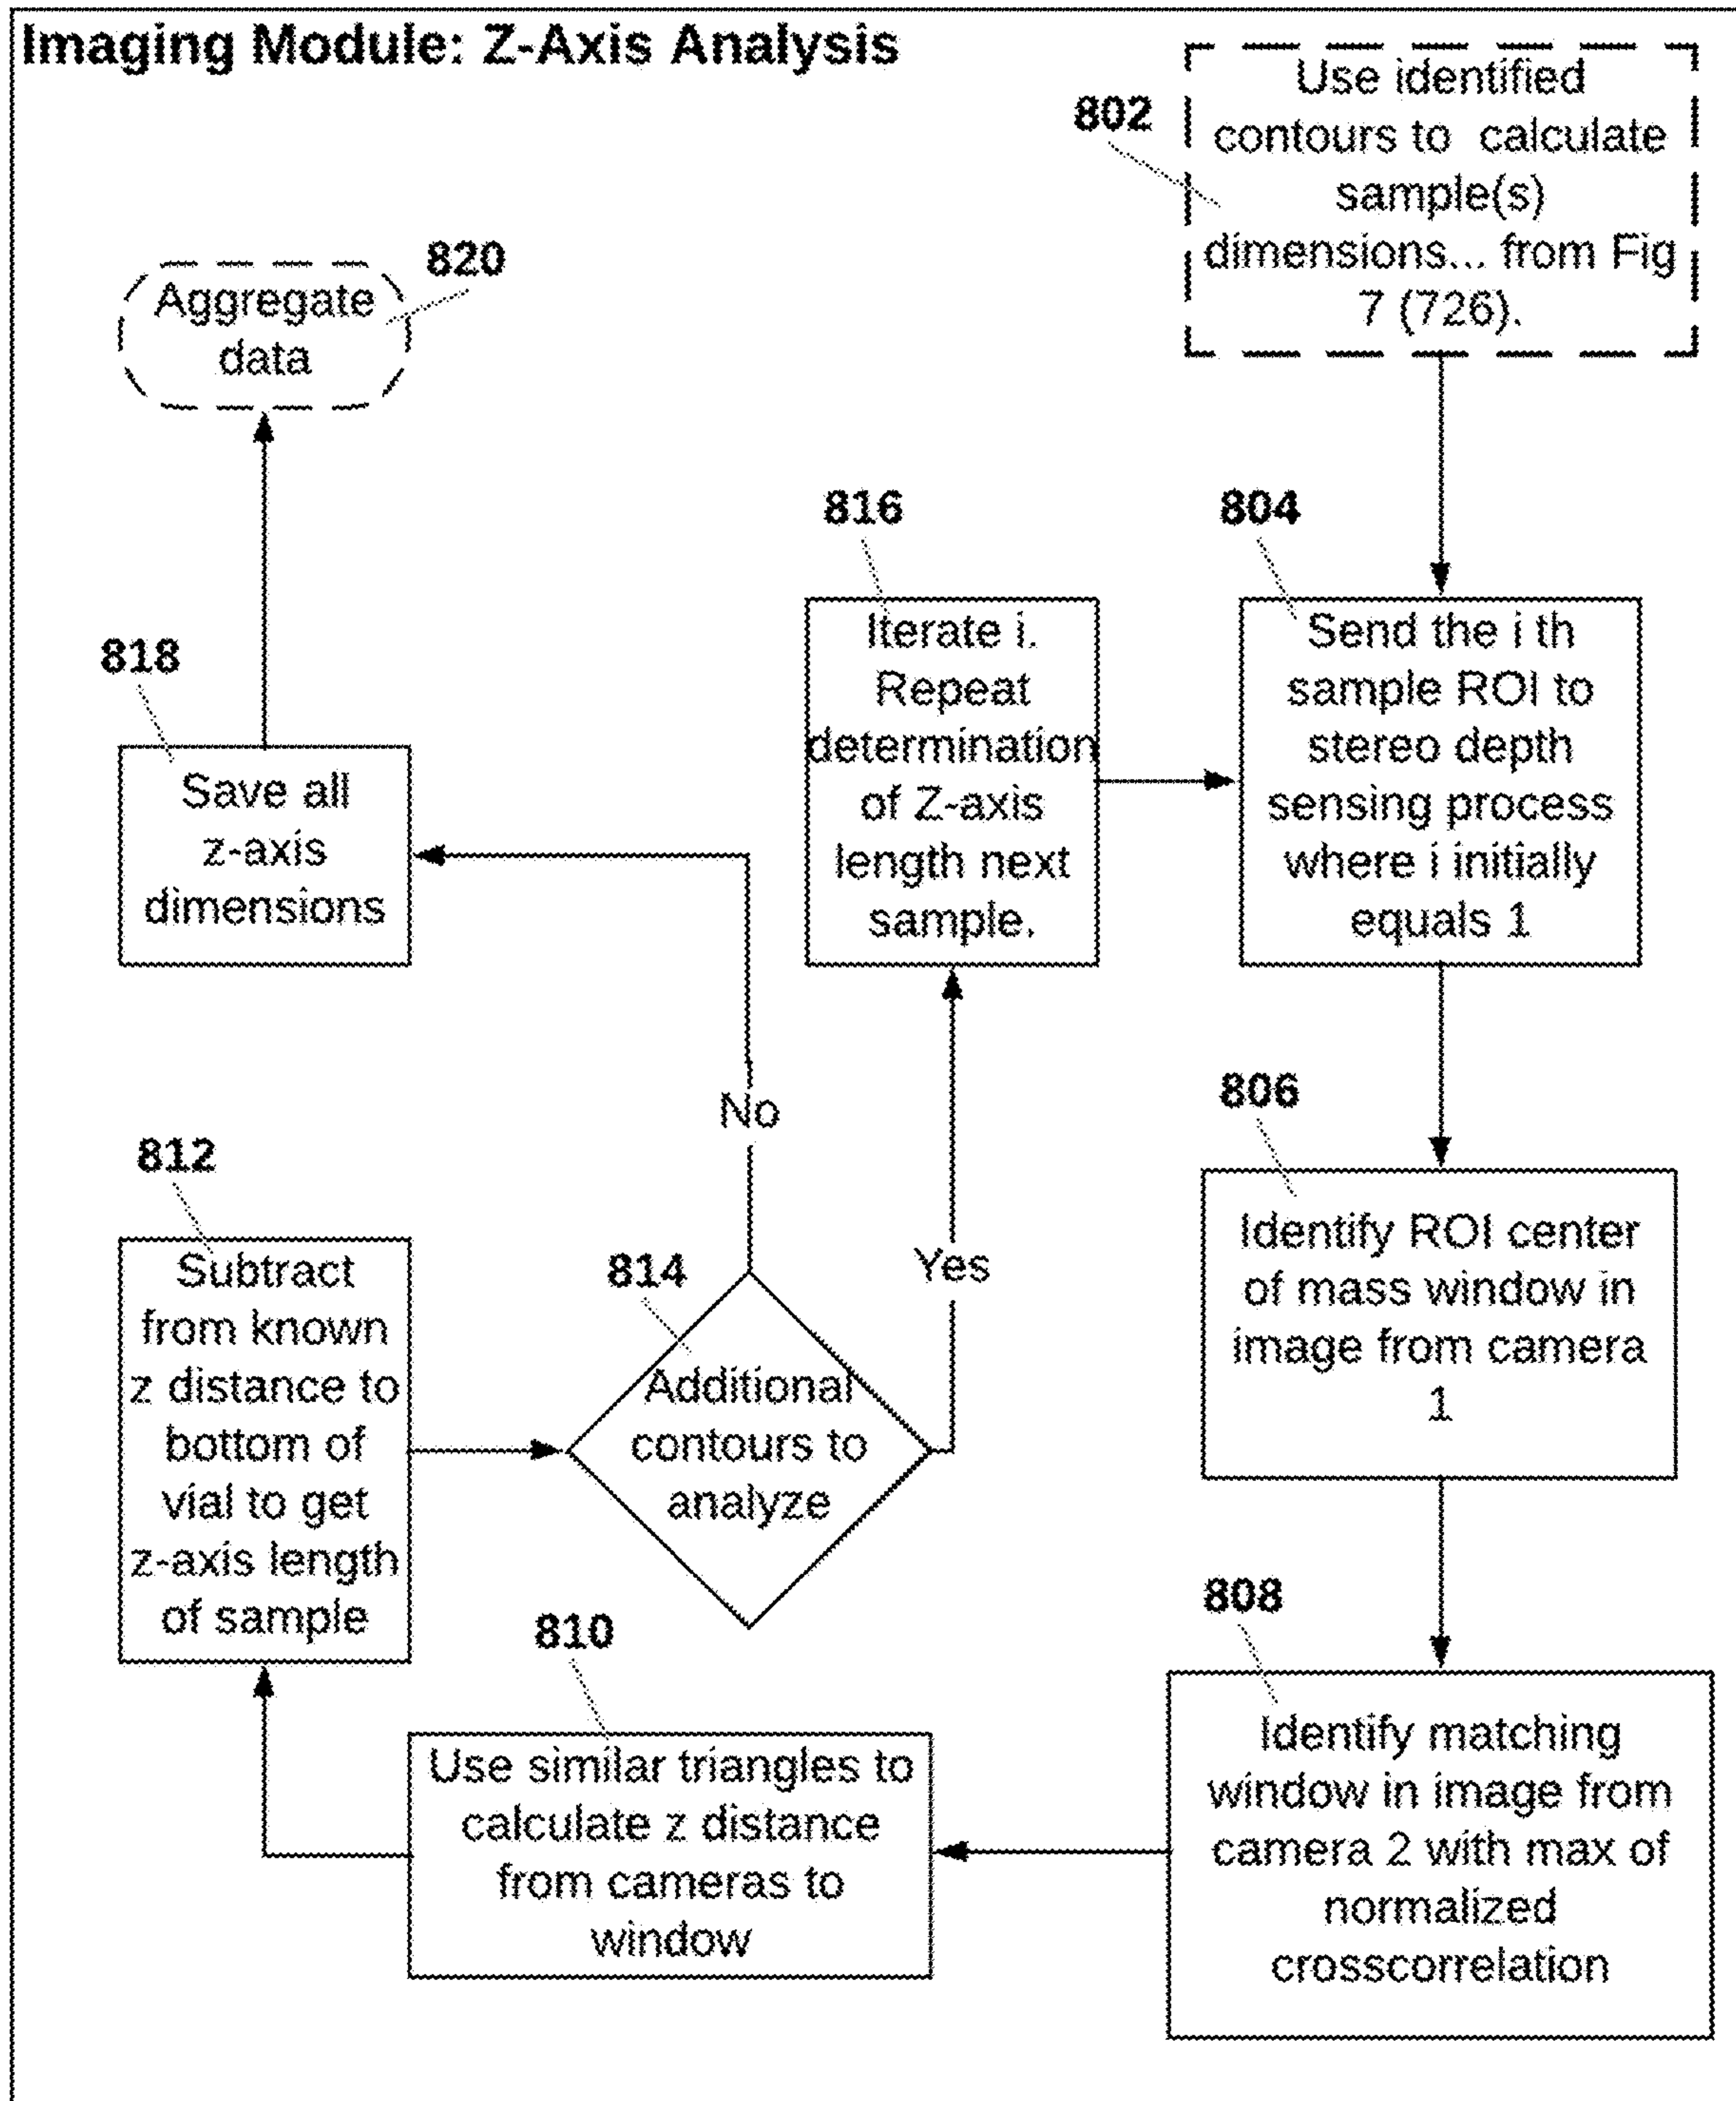 Imaging Module: Z-Axis Analysis
802
Use identified
contours to calculate
sample(s)
dimensions... from Fig
7 (726).
820
Aggregate
data
816
804
Iterate i.
Repeat
determination
of Z-axis
length next
sample.
Send the i th
sample ROI to
stereo depth
sensing process
where i initially
equals 1
818
Save all
z-axis
dimensions
No
Yes
806
Identify ROI center
of mass window in
image from camera
1
812
Subtract
from known
z distance to
bottom of
vial to get
z-axis length
of sample
814
Additional
contours to
analyze
810
Use similar triangles to
calculate z distance
from cameras to
window
808
Identify matching
window in image from
camera 2 with max of
normalized
crosscorrelation